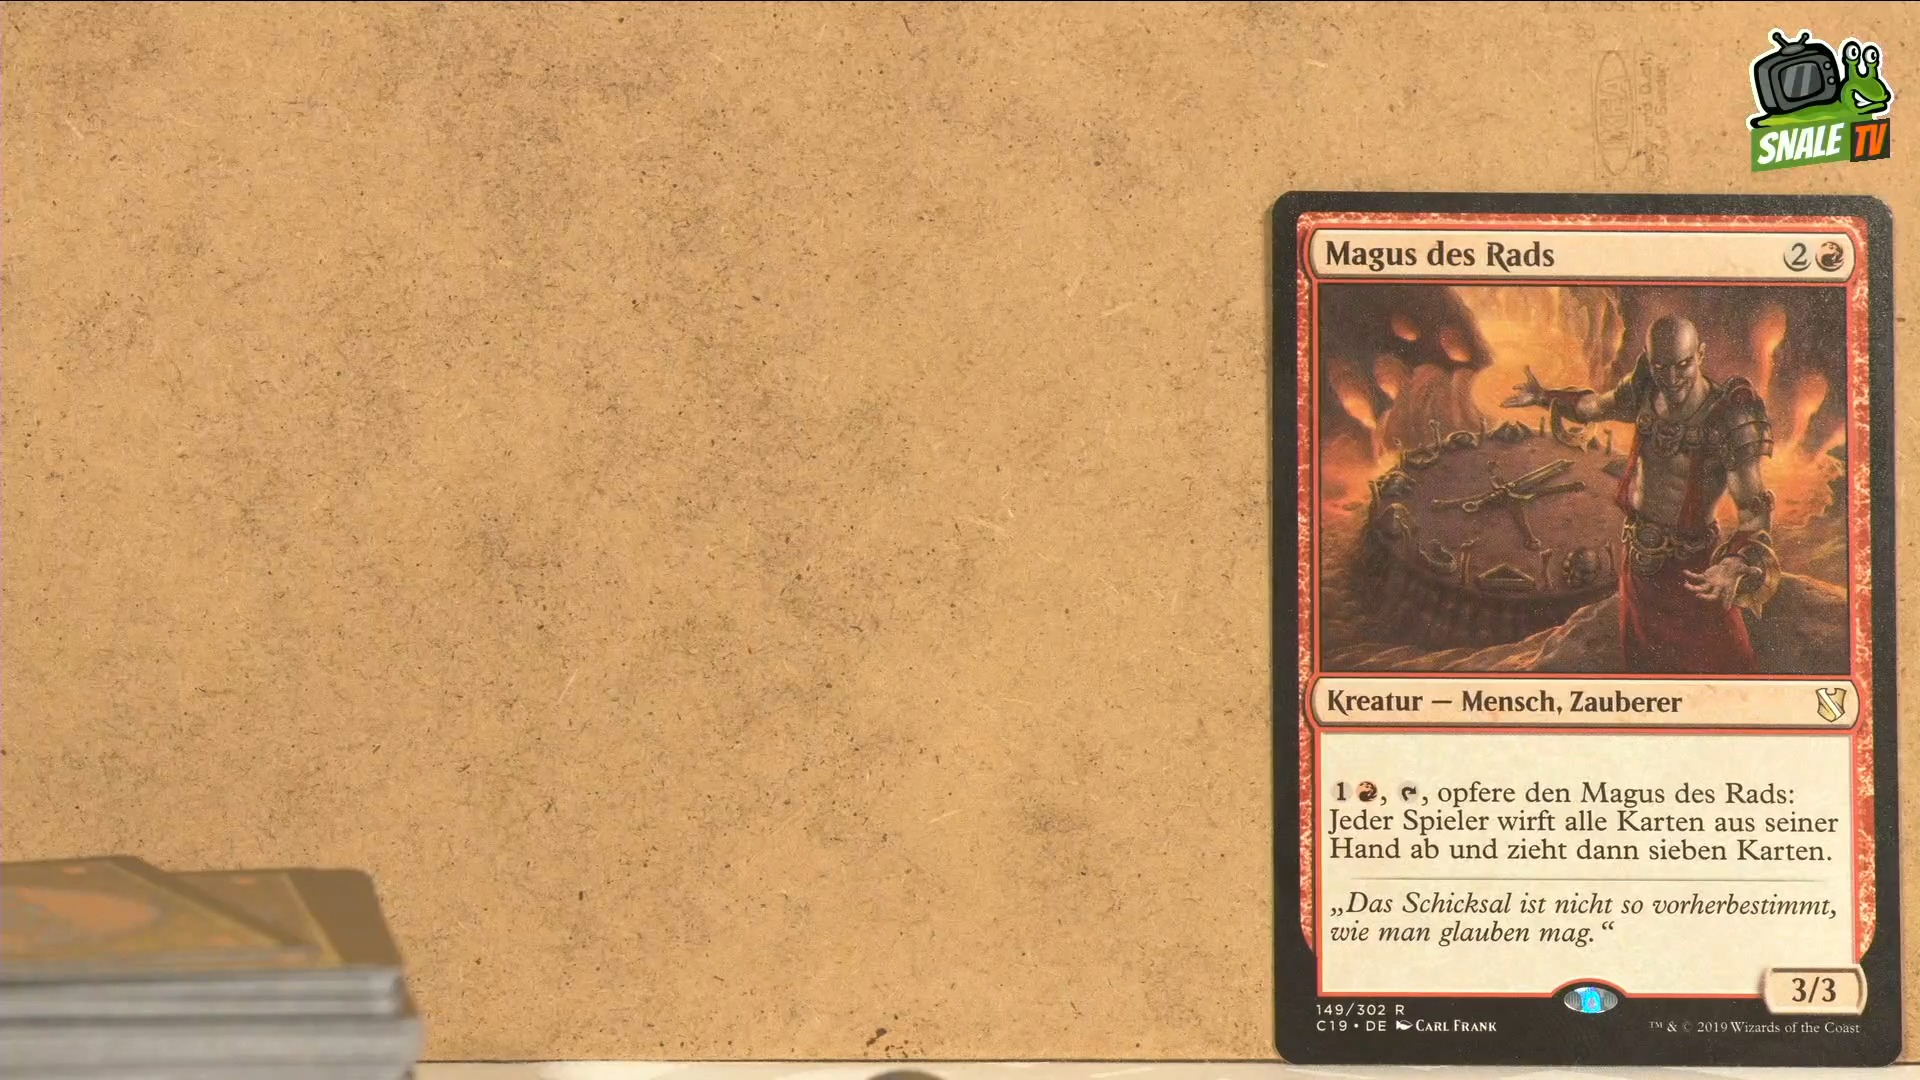 SNALE TV
Magus des Rads
2
Kreatur — Mensch, Zauberer
1 , , opfere den Magus des Rads:
Jeder Spieler wirft alle Karten aus seiner
Hand ab und zieht dann sieben Karten.
„Das Schicksal ist nicht so vorherbestimmt,
wie man glauben mag.“
3/3
149/302 R
C19 • DE CARL FRANK
™ & © 2019 Wizards of the Coast